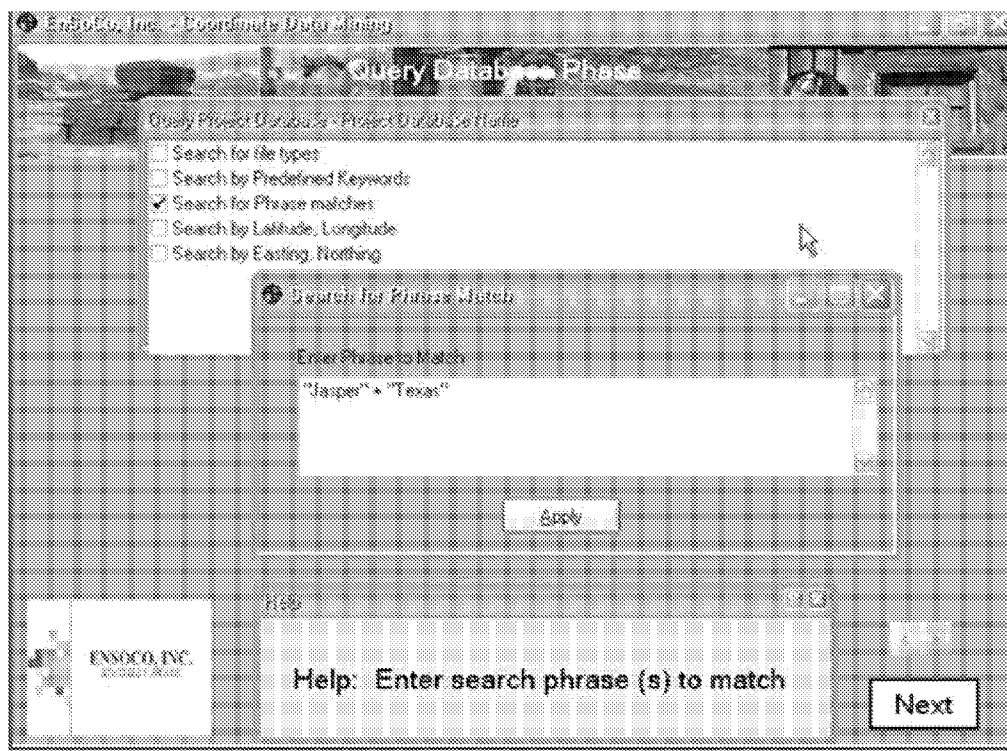 EnSoCo, Inc. - Coordinate Data Mining
Query Database Phase
Query Project Database - Project Database Name
Search for file types
Search by Predefined Keywords
Search for Phrase matches
Search by Latitude, Longitude
Search by Easting, Northing
Search for Phrase Match
Enter Phrase to Match
"Jasper" + "Texas"
Apply
Help
ENSOCO, INC.
Help: Enter search phrase (s) to match
Next